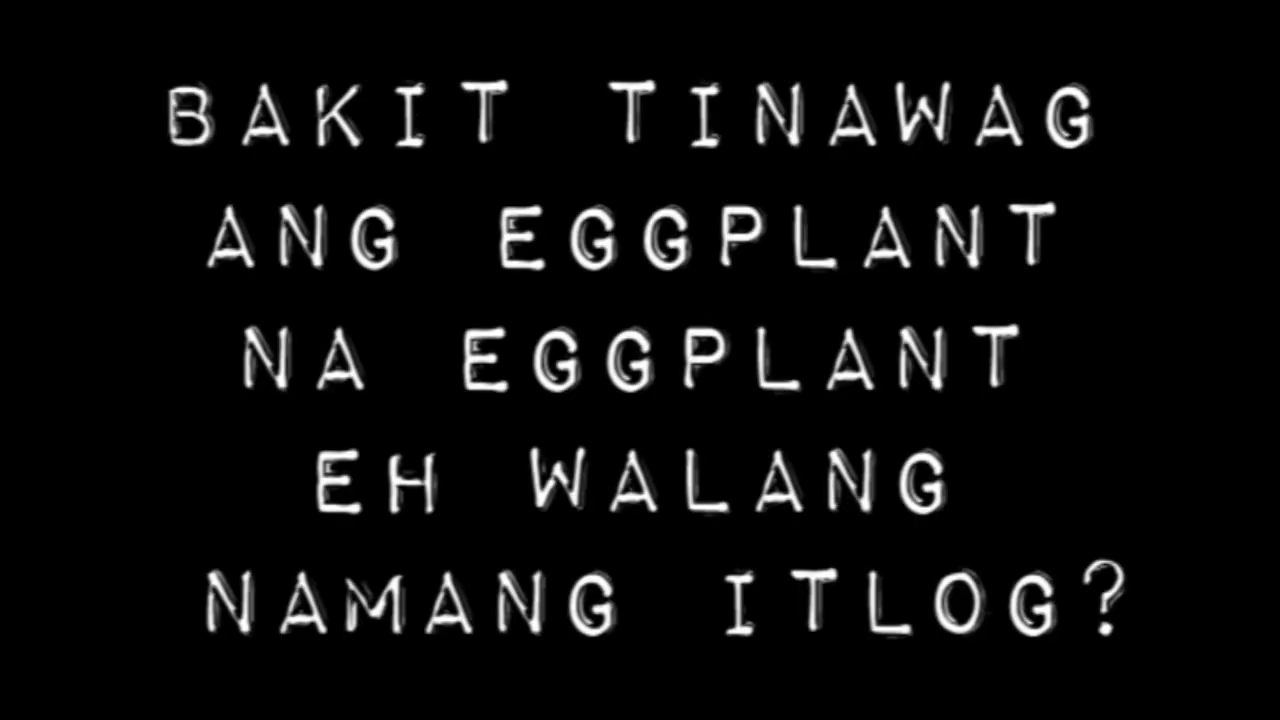 BAKIT TINAWAG
ANG EGGPLANT
NA EGGPLANT
EH WALANG
NAMANG ITLOG?